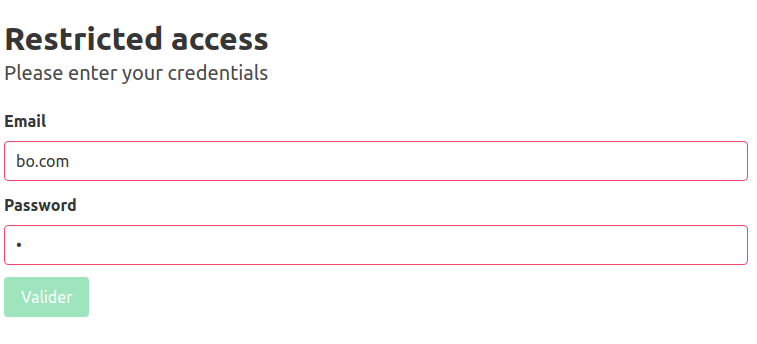 Restricted access
Please enter your credentials
Email
bo.com
Password
•
Valider